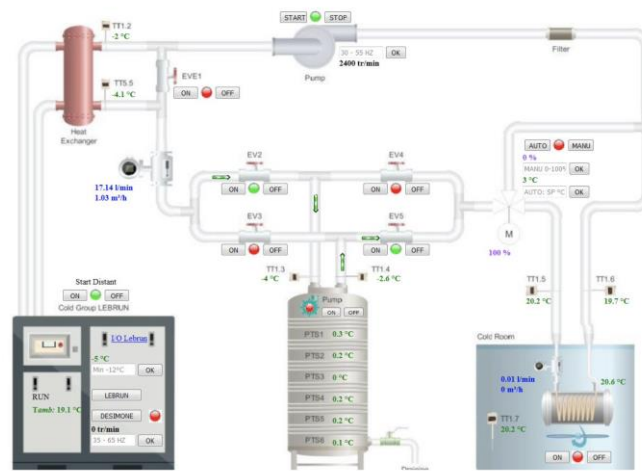 TT1.2
-2 °C
START STOP
30 - 55 HZ OK
2400 tr/min
Pump
Filter
TT5.5
-4.1 °C
EVE1
ON OFF
Heat
Exchanger
17.14 l/min
1.03 m³/h
EV2
ON OFF
EV4
ON OFF
EV3
ON OFF
EV5
ON OFF
AUTO MANU
0 %
MANU 0-100% OK
3 °C
AUTO: SP °C OK
M
100 %
TT1.3
-4 °C
TT1.4
-2.6 °C
TT1.5
20.2 °C
TT1.6
19.7 °C
Start Distant
ON OFF
Cold Group LEBRUN
I/O Lebrun
-5 °C
Min -12°C OK
RUN
Tamb: 19.1 °C
LEBRUN
DESIMONE
0 tr/min
35 - 65 HZ OK
Pump
ON OFF
PTS1 0.3 °C
PTS2 0.2 °C
PTS3 0 °C
PTS4 0.2 °C
PTS5 0.2 °C
PTS6 0.1 °C
Cold Room
0.01 l/min
0 m³/h
20.6 °C
TT1.7
20.2 °C
ON OFF